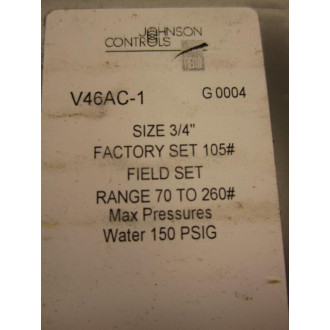 JOHNSON
CONTROLS
V46AC-1 G 0004
SIZE 3/4"
FACTORY SET 105#
FIELD SET
RANGE 70 TO 260#
Max Pressures
Water 150 PSIG